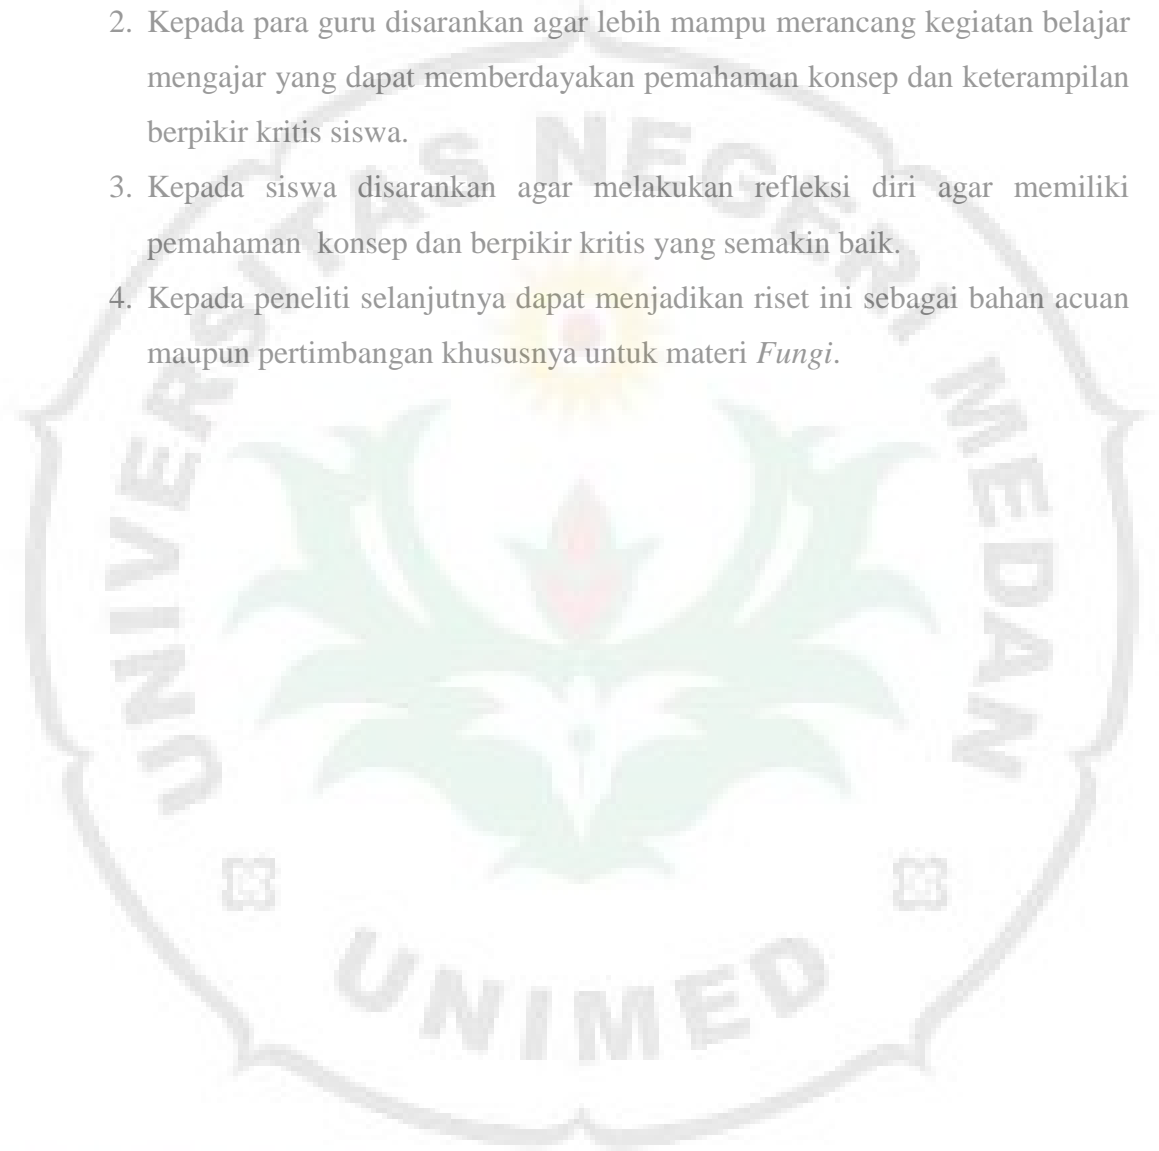 2. Kepada para guru disarankan agar lebih mampu merancang kegiatan belajar
mengajar yang dapat memberdayakan pemahaman konsep dan keterampilan
berpikir kritis siswa.
3. Kepada siswa disarankan agar melakukan refleksi diri agar memiliki
pemahaman konsep dan berpikir kritis yang semakin baik.
4. Kepada peneliti selanjutnya dapat menjadikan riset ini sebagai bahan acuan
maupun pertimbangan khususnya untuk materi Fungi.
UNIVERSITAS NEGERI MEDAN
UNIMED